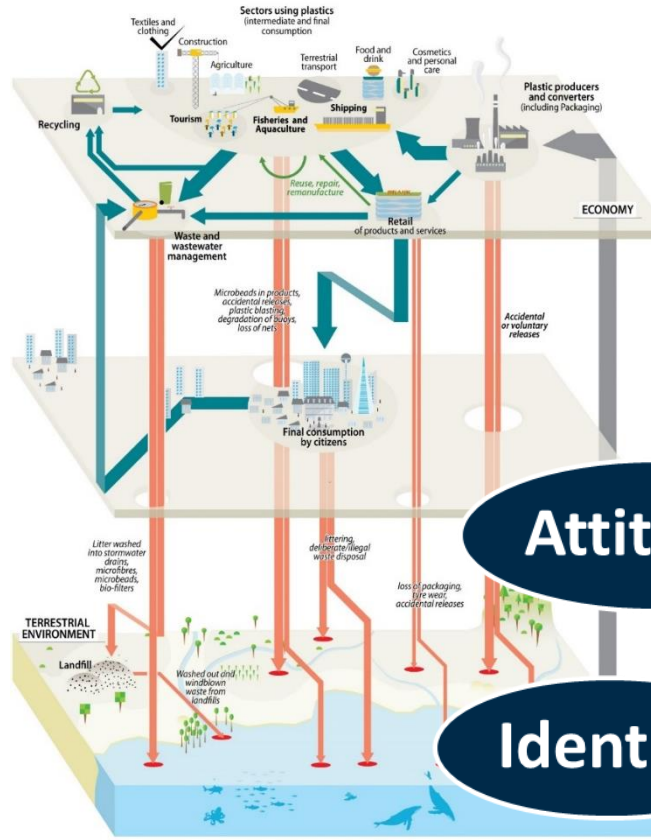 Sectors using plastics
(intermediate and final
consumption)
Textiles and
clothing
Construction
Agriculture
Terrestrial
transport
Food and
drink
Cosmetics
and personal
care
Plastic producers
and converters
(including Packaging)
Recycling
Tourism
Fisheries and
Aquaculture
Shipping
Reuse, repair,
remanufacture
Retail
of products and services
ECONOMY
Waste and
wastewater
management
Microbeads in products,
accidental releases,
plastic blasting,
degradation of buoys,
loss of nets
Accidental
or voluntary
releases
Final consumption
by citizens
Litter washed
into stormwater
drains,
microfibres,
microbeads,
bio-filters
littering,
deliberate/illegal
waste disposal
loss of packaging,
tyre wear,
accidental releases
Attit
TERRESTRIAL
ENVIRONMENT
Landfill
Washed out and
windblown
waste from
landfills
Ident